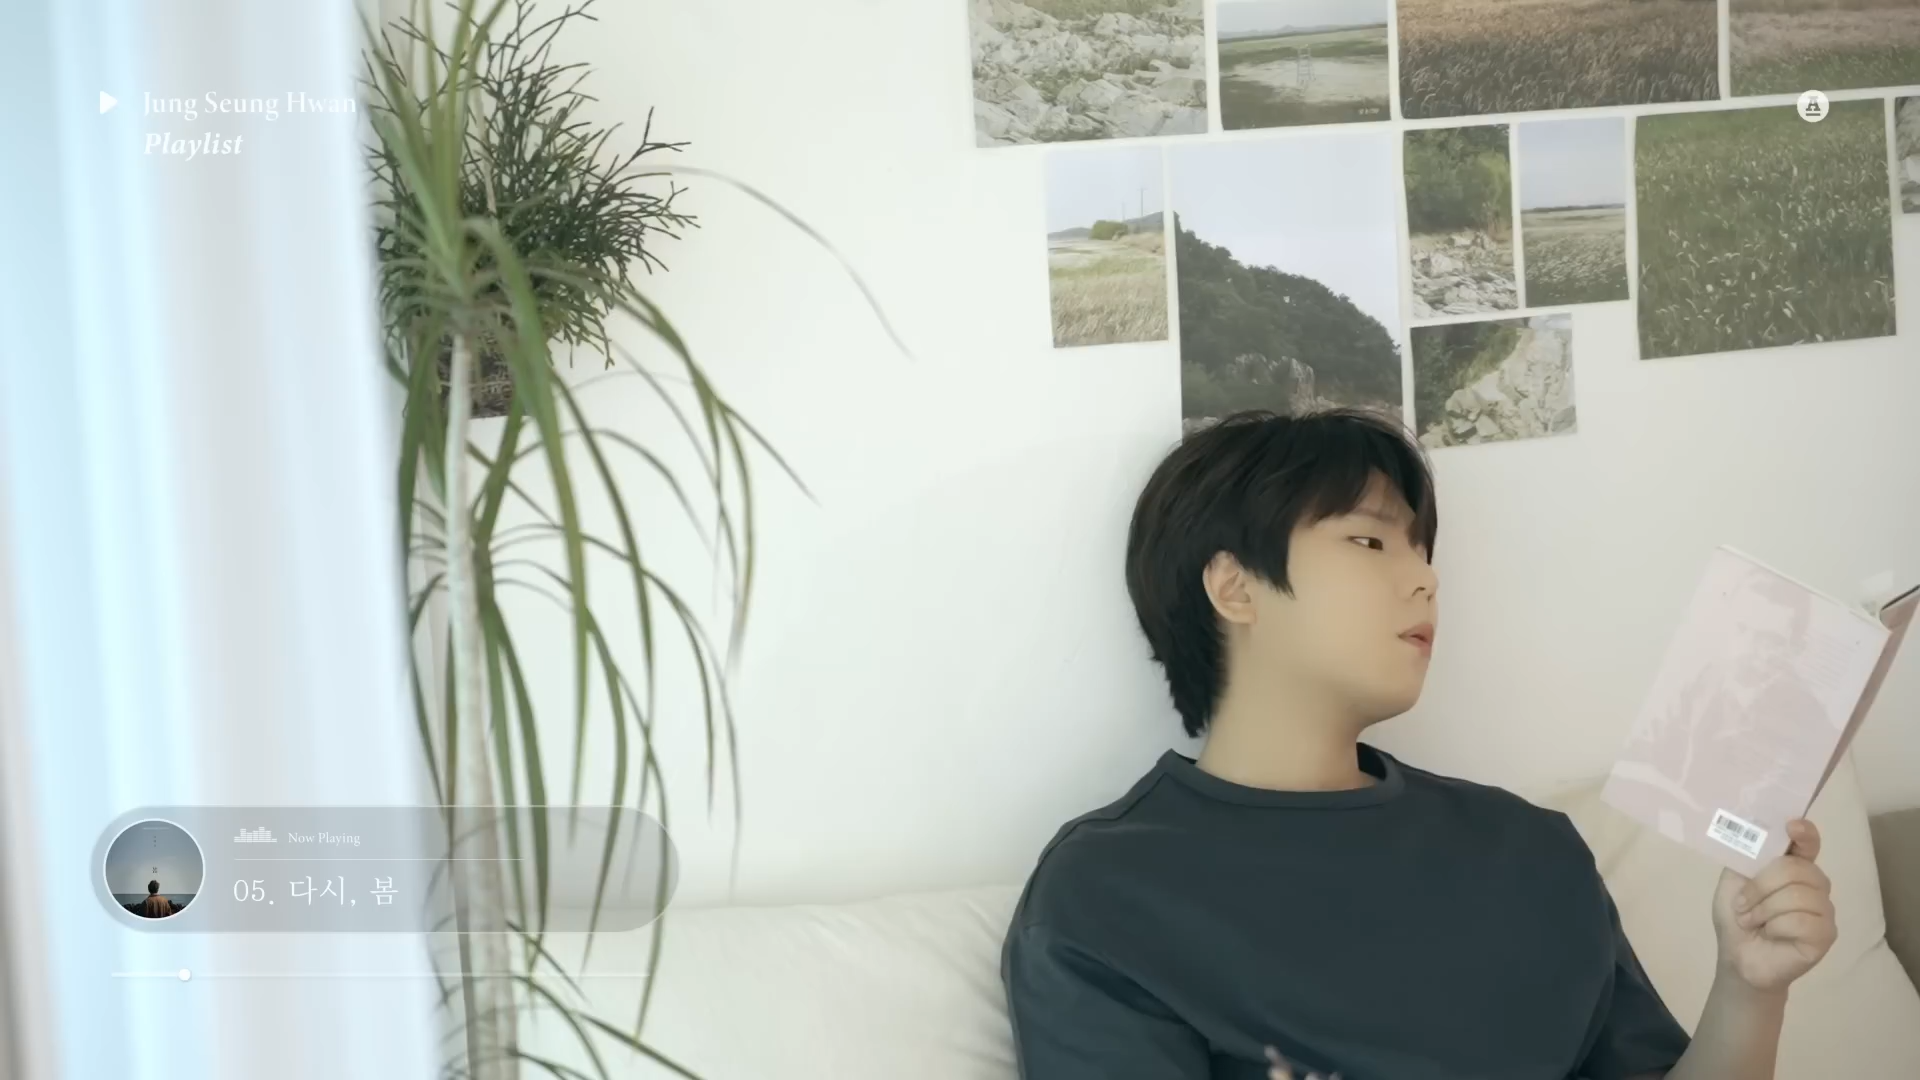 Jung Seung Hwan
Playlist
Now Playing
05. 다시, 봄